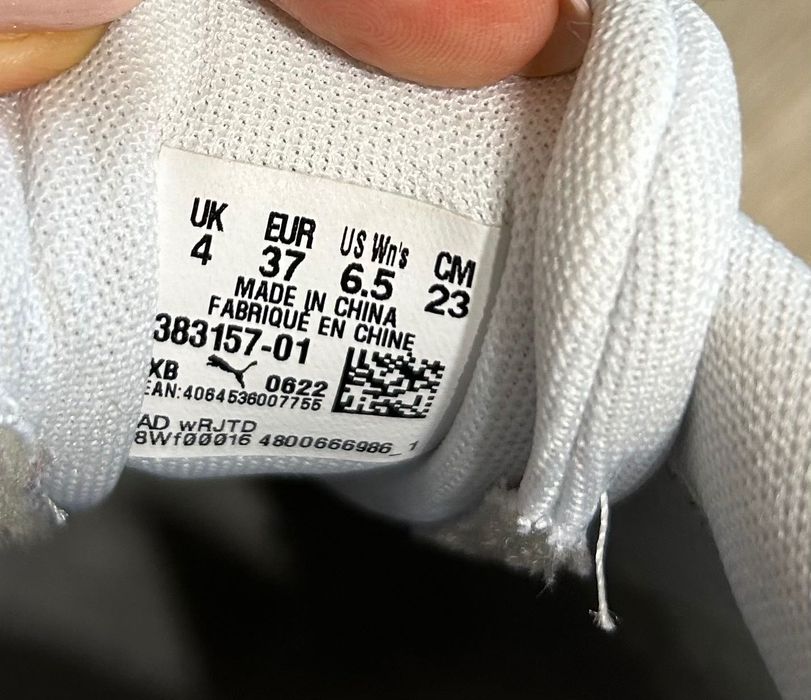 UK EUR US Wn's CM
4 37 6.5 23
MADE IN CHINA
FABRIQUÉ EN CHINE
383157-01
XB 0622
EAN:4064536007755
AD wRJTD
8Wf00016 4800666986_1